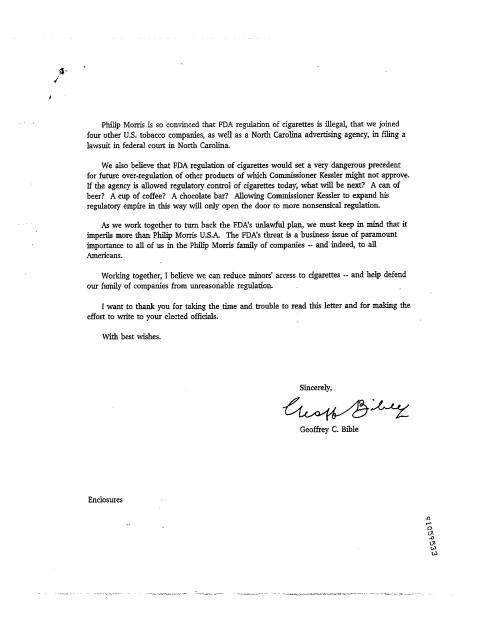 Philip Morris is so convinced that FDA regulation of cigarettes is illegal, that we joined
four other U.S. tobacco companies, as well as a North Carolina advertising agency, in filing a
lawsuit in federal court in North Carolina.
We also believe that FDA regulation of cigarettes would set a very dangerous precedent
for future over-regulation of other products of which Commissioner Kessler might not approve.
If the agency is allowed regulatory control of cigarettes today, what will be next? A can of
beer? A cup of coffee? A chocolate bar? Allowing Commissioner Kessler to expand his
regulatory empire in this way will only open the door to more nonsensical regulation.
As we work together to turn back the FDA's unlawful plan, we must keep in mind that it
imperils more than Philip Morris U.S.A. The FDA's threat is a business issue of paramount
importance to all of us in the Philip Morris family of companies -- and indeed, to all
Americans.
Working together, I believe we can reduce minors' access to cigarettes -- and help defend
our family of companies from unreasonable regulation.
I want to thank you for taking the time and trouble to read this letter and for making the
effort to write to your elected officials.
With best wishes.
Sincerely,
Geoff Bible
Geoffrey C. Bible
Enclosures
91059533